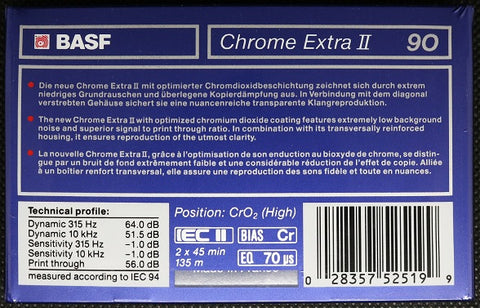 BASF
Chrome Extra II 90
Die neue Chrome Extra II mit optimierter Chromdioxidbeschichtung zeichnet sich durch extrem
niedriges Grundrauschen und überlegene Kopierdämpfung aus. In Verbindung mit dem diagonal
verstrebten Gehäuse sichert sie eine nuancenreiche transparente Klangreproduktion.
The new Chrome Extra II with optimized chromium dioxide coating features extremely low background
noise and superior signal to print through ratio. In combination with its transversally reinforced
housing, it ensures reproduction of the utmost clarity.
La nouvelle Chrome Extra II, grâce à l'optimisation de son enduction au bioxyde de chrome, se distin-
gue par un bruit de fond extrêmement faible et une considérable réduction de l'effet de copie. Allié
à un boîtier renfort transversal, elle assure une reproduction des sons fidèle et toute en nuances.
Technical profile:
Dynamic 315 Hz 64.0 dB
Dynamic 10 kHz 51.5 dB
Sensitivity 315 Hz -1.0 dB
Sensitivity 10 kHz -1.0 dB
Print through 56.0 dB
measured according to IEC 94
Position: CrO₂ (High)
IEC II BIAS Cr
2 x 45 min
135 m
EQ 70 µs
Made in France
0 28357 52519 9